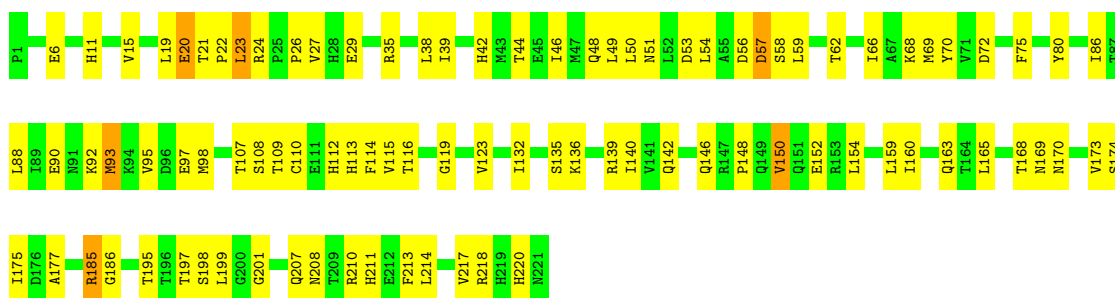 P1 E6 H11 V15 L19 E20 T21 P22 L23 R24 P25 P26 V27 H28 E29 R35 L38 I39 H42 M43 T44 E45 I46 M47 Q48 L49 L50 N51 L52 D53 L54 A55 D56 D57 S58 L59 T62 I66 A67 K68 M69 Y70 V71 D72 F75 Y80 I86 T87
L88 I89 E90 N91 K92 M93 K94 V95 D96 E97 M98 T107 S108 T109 C110 E111 H112 H113 F114 V115 T116 G119 V123 I132 S135 K136 R139 I140 V141 Q142 Q146 R147 P148 Q149 V150 Q151 E152 R153 L154 L159 I160 Q163 T164 L165 T168 N169 N170 V173 S174
I175 D176 A177 R185 G186 T195 T196 T197 S198 L199 G200 G201 Q207 N208 T209 R210 H211 E212 F213 L214 V217 R218 H219 H220 N221